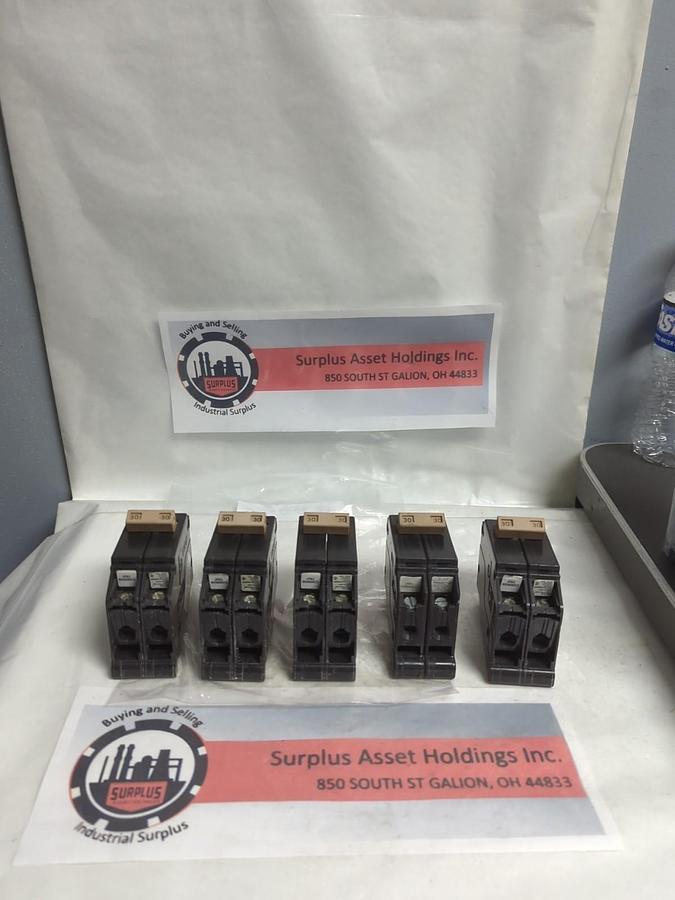 Buying and Selling
SURPLUS
Industrial Surplus
Surplus Asset Holdings Inc.
850 SOUTH ST GALION, OH 44833
30 30
30 30
30 30
30 30
30 30
Buying and Selling
SURPLUS
Industrial Surplus
Surplus Asset Holdings Inc.
850 SOUTH ST GALION, OH 44833